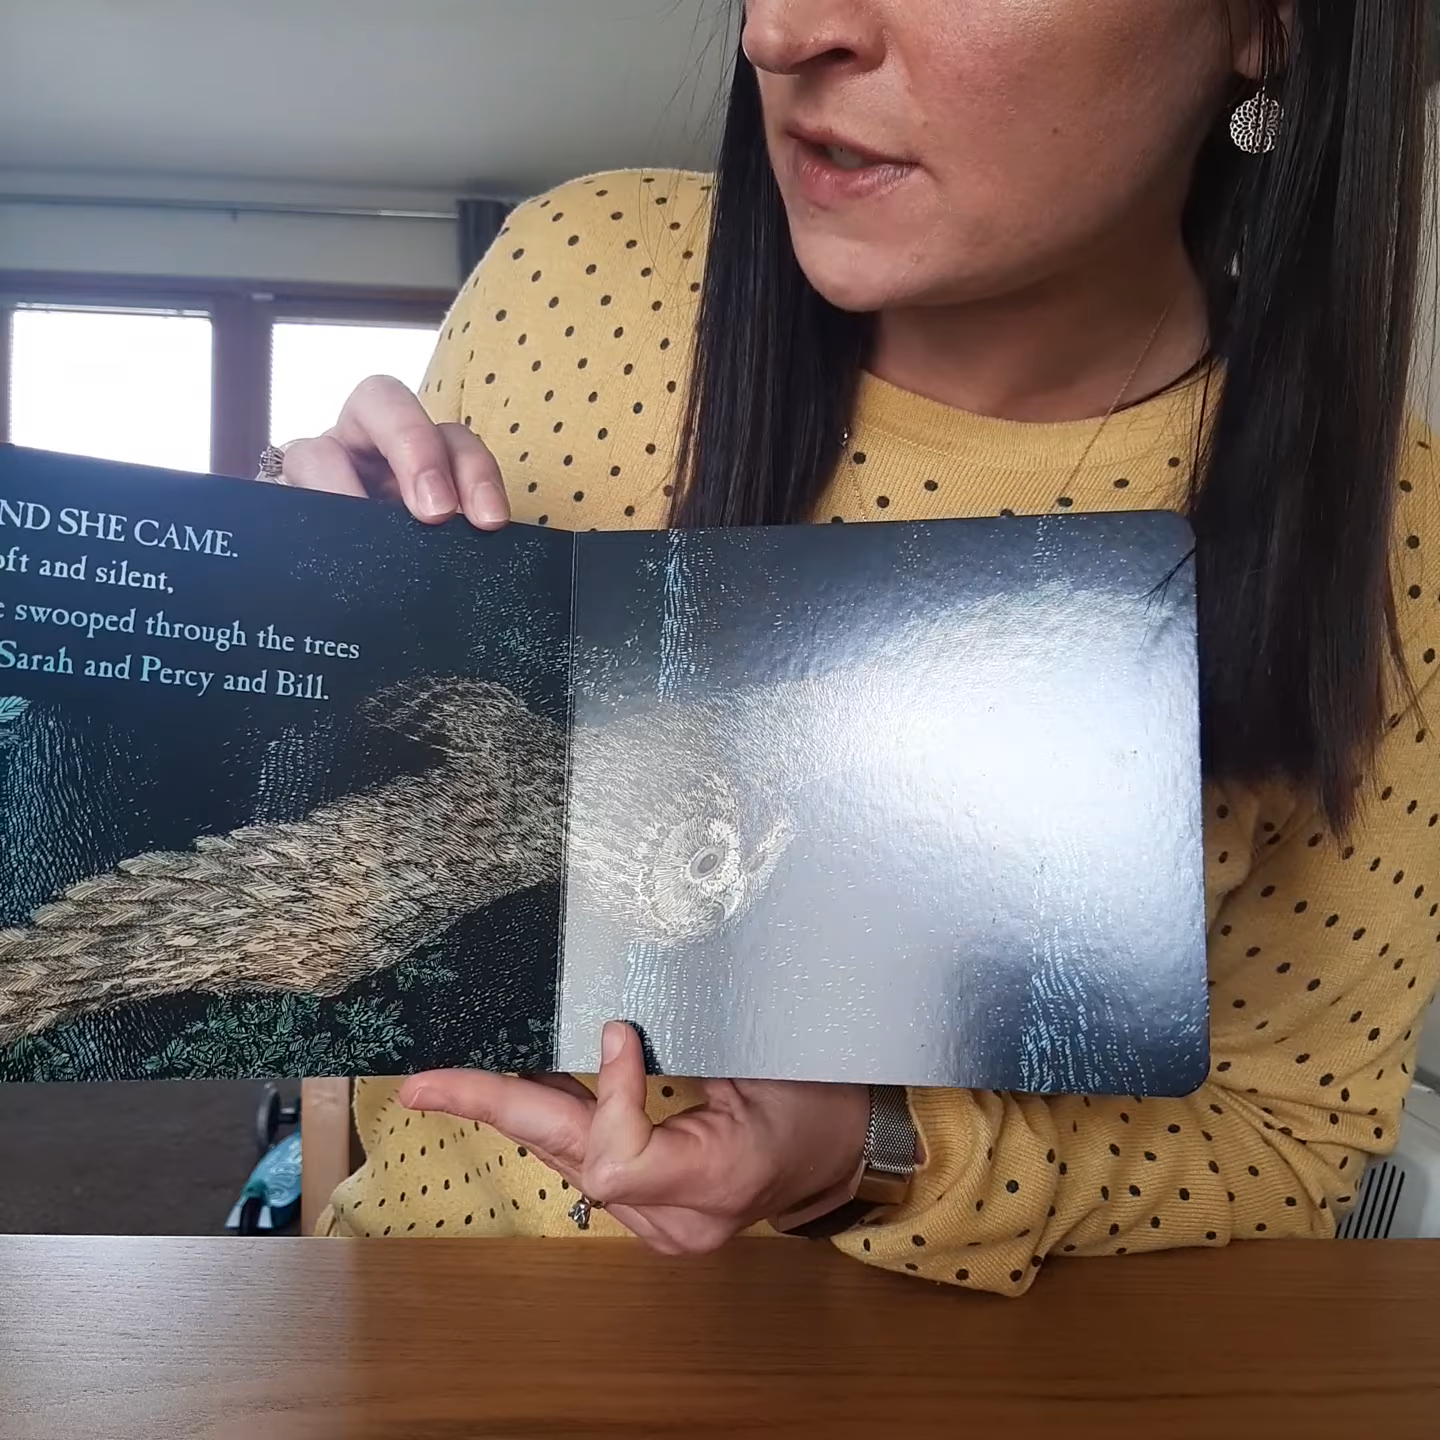 ND SHE CAME.
oft and silent,
swooped through the trees
Sarah and Percy and Bill.